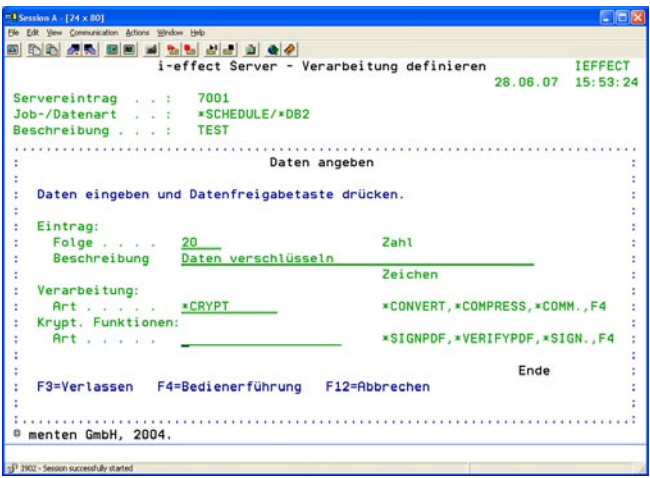 Session A - [24 x 80]
File Edit View Communication Actions Window Help
i-effect Server - Verarbeitung definieren IEFFECT
28.06.07 15:53:24
Servereintrag . . : 7001
Job-/Datenart . . : *SCHEDULE/*DB2
Beschreibung . . . : TEST
Daten angeben
Daten eingeben und Datenfreigabetaste drücken.
Eintrag:
Folge . . . . 20 Zahl
Beschreibung Daten verschlüsseln
Zeichen
Verarbeitung:
Art . . . . . *CRYPT *CONVERT,*COMPRESS,*COMM.,F4
Krypt. Funktionen:
Art . . . . . *SIGNPDF,*VERIFYPDF,*SIGN.,F4
Ende
F3=Verlassen F4=Bedienerführung F12=Abbrechen
© menten GmbH, 2004.
I902 - Session successfully started